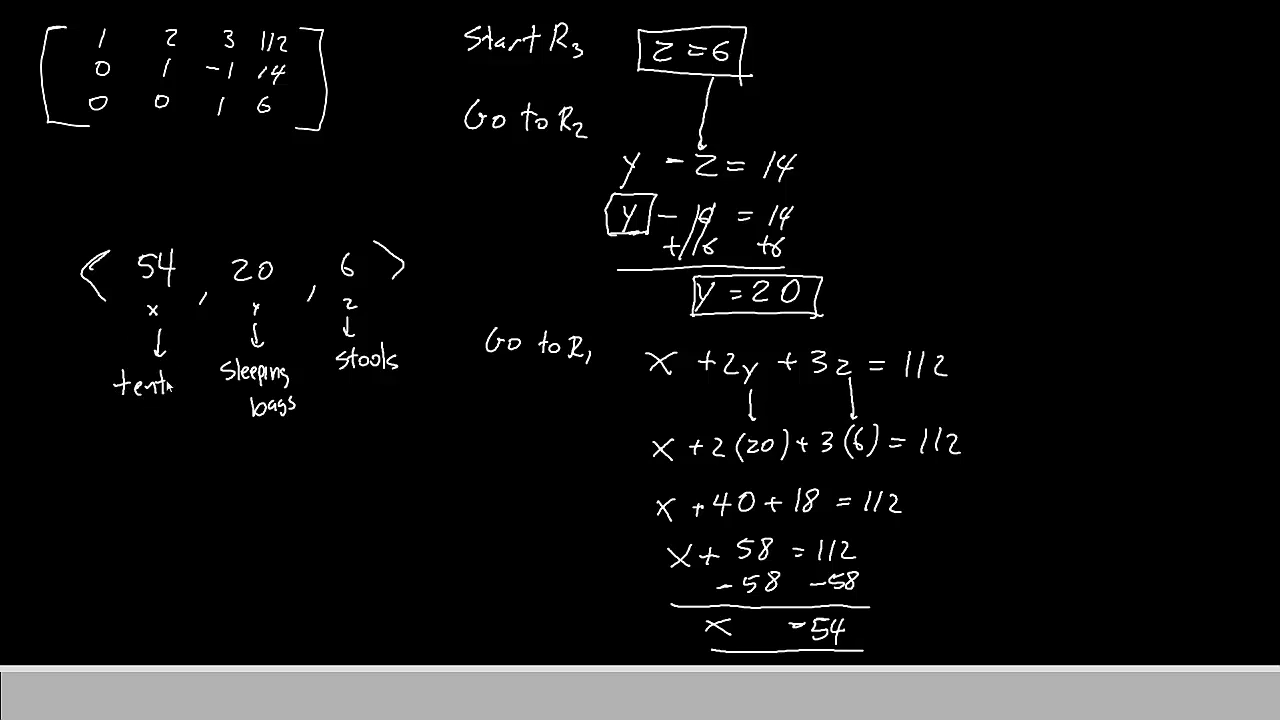 1 2 3 112
0 1 -1 14
0 0 1 6
< 54 , 20 , 6 >
x y z
tent
sleeping
bags
stools
Start R₃
z = 6
Go to R₂
y - z = 14
y - 6 = 14
+ 6 +6
y = 20
Go to R₁
x + 2y + 3z = 112
x + 2(20) + 3(6) = 112
x + 40 + 18 = 112
x + 58 = 112
-58 -58
x = 54